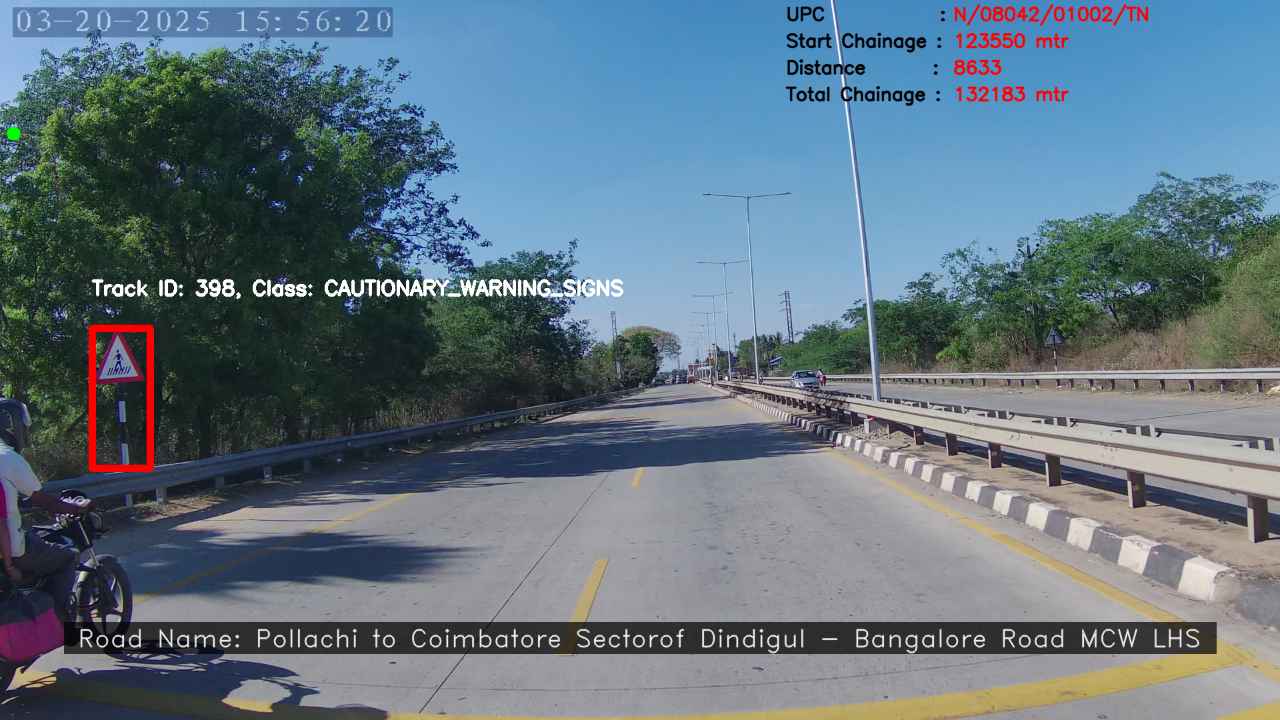 03-20-2025 15:56:20
UPC : N/08042/01002/TN
Start Chainage : 123550 mtr
Distance : 8633
Total Chainage : 132183 mtr
Track ID: 398, Class: CAUTIONARY_WARNING_SIGNS
Road Name: Pollachi to Coimbatore Sectorof Dindigul - Bangalore Road MCW LHS